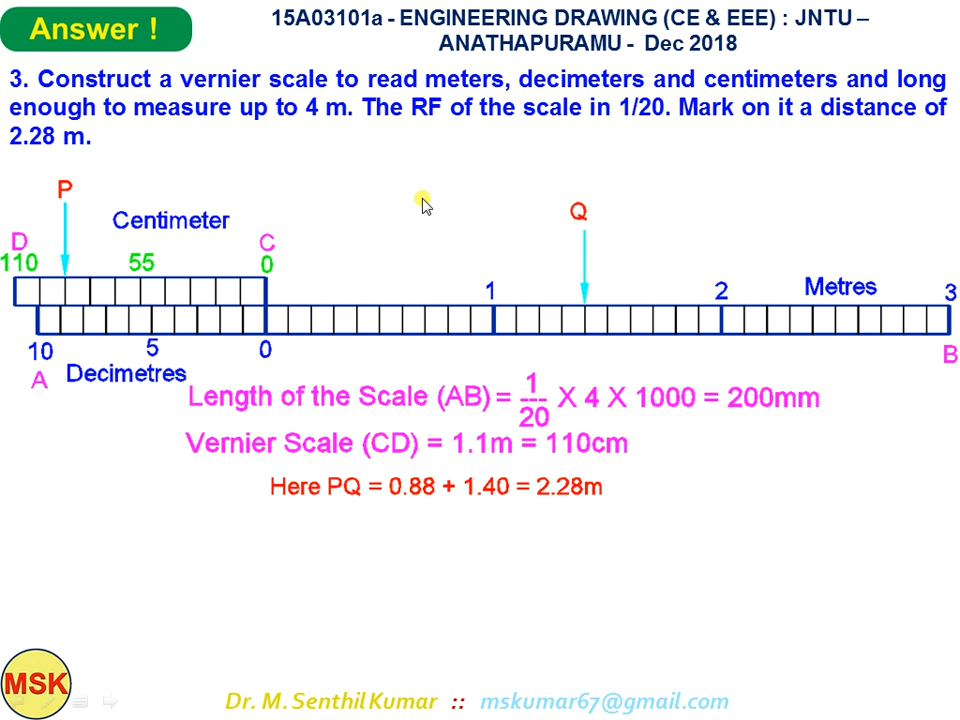 Answer !
15A03101a - ENGINEERING DRAWING (CE & EEE) : JNTU –
ANATHAPURAMU - Dec 2018
3. Construct a vernier scale to read meters, decimeters and centimeters and long
enough to measure up to 4 m. The RF of the scale in 1/20. Mark on it a distance of
2.28 m.
P
Q
Centimeter
D
C
110 55 0
1 2 Metres 3
10 5 0
A
B
Decimetres
Length of the Scale (AB) = 1/20 X 4 X 1000 = 200mm
Vernier Scale (CD) = 1.1m = 110cm
Here PQ = 0.88 + 1.40 = 2.28m
MSK
Dr. M. Senthil Kumar :: mskumar67@gmail.com